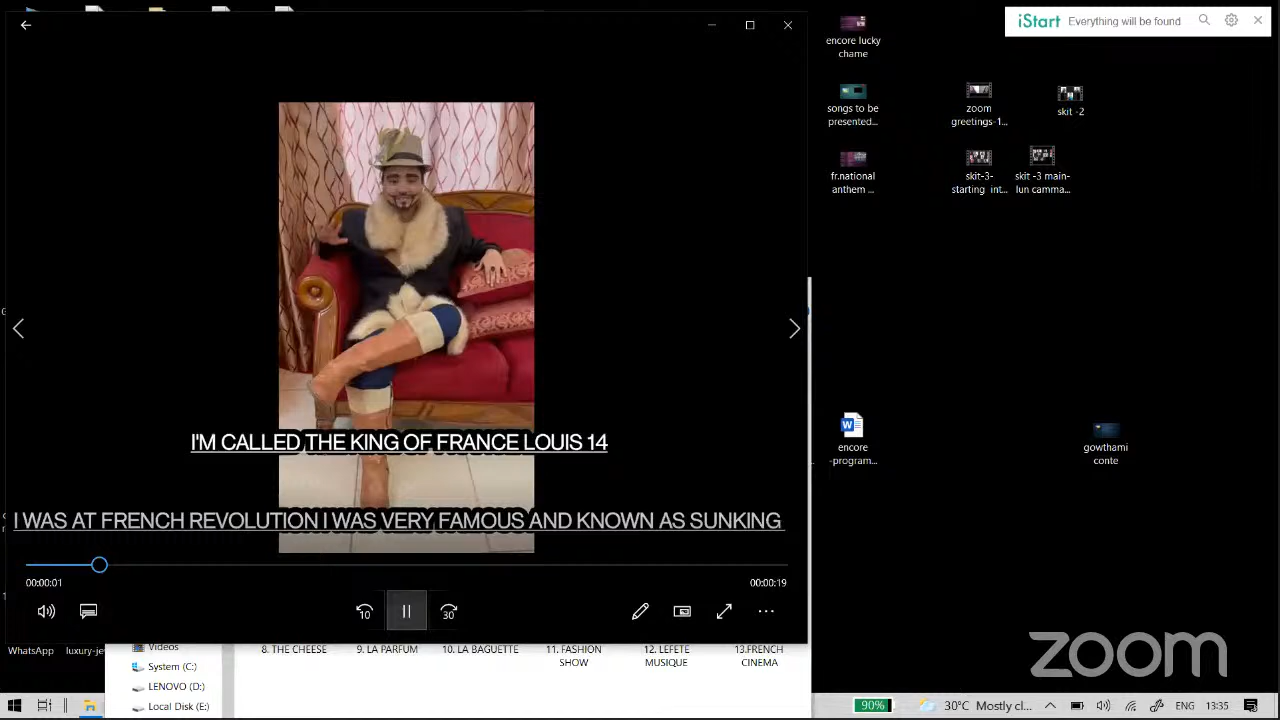 iStart Everything will be found
encore lucky
chame
songs to be
presented...
zoom
greetings-1...
skit -2
fr.national
anthem ...
skit-3-
starting int...
skit -3 main-
lun camma...
I'M CALLED THE KING OF FRANCE LOUIS 14
I WAS AT FRENCH REVOLUTION I WAS VERY FAMOUS AND KNOWN AS SUNKING
encore
-program...
gowthami
conte
00:00:01
00:00:19
10
30
WhatsApp
luxury-je
Videos
System (C:)
LENOVO (D:)
Local Disk (E:)
8. THE CHEESE
9. LA PARFUM
10. LA BAGUETTE
11. FASHION
SHOW
12. LEFETE
MUSIQUE
13.FRENCH
CINEMA
zoom
90%
30°C Mostly cl...
ENG
13:35